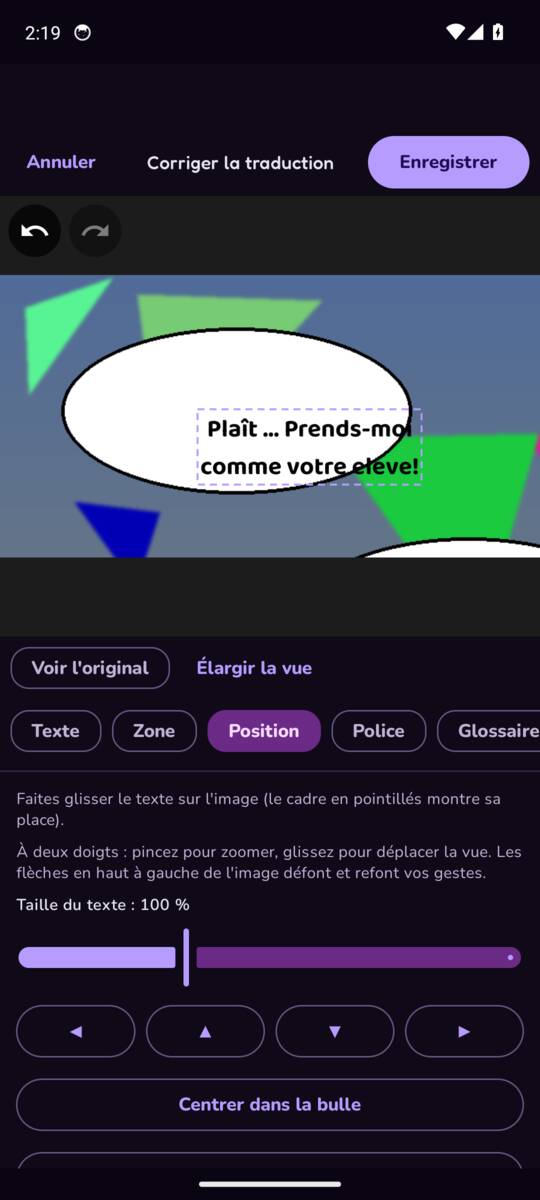 2:19
Annuler
Corriger la traduction
Enregistrer
Plaît ... Prends-moi
comme votre élève!
Voir l'original
Élargir la vue
Texte
Zone
Position
Police
Glossaire
Faites glisser le texte sur l'image (le cadre en pointillés montre sa
place).
À deux doigts : pincez pour zoomer, glissez pour déplacer la vue. Les
flèches en haut à gauche de l'image défont et refont vos gestes.
Taille du texte : 100 %
Centrer dans la bulle